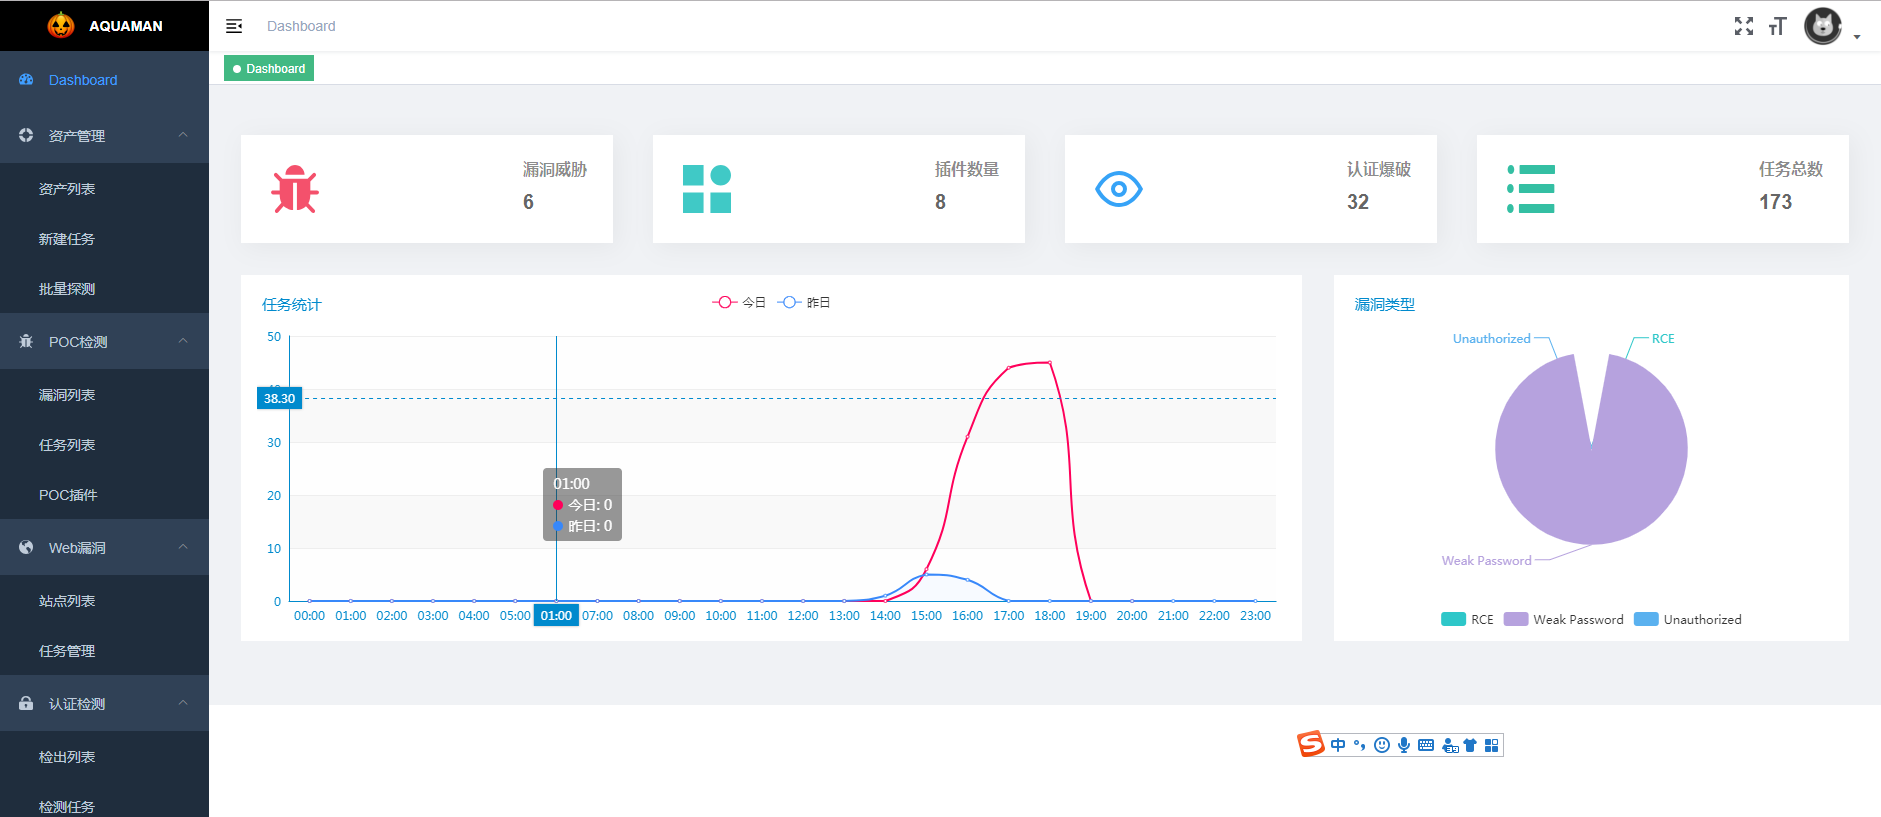 AQUAMAN
Dashboard
Dashboard
Dashboard
资产管理
资产列表
新建任务
批量探测
POC检测
漏洞列表
任务列表
POC插件
Web漏洞
站点列表
任务管理
认证检测
检出列表
检测任务
漏洞威胁
6
插件数量
8
认证爆破
32
任务总数
173
任务统计
今日 昨日
50
38.30
30
20
10
0
01:00
今日: 0
昨日: 0
00:00 01:00 02:00 03:00 04:00 05:00 01:00 07:00 08:00 09:00 10:00 11:00 12:00 13:00 14:00 15:00 16:00 17:00 18:00 19:00 20:00 21:00 22:00 23:00
漏洞类型
Unauthorized RCE
Weak Password
RCE Weak Password Unauthorized
中